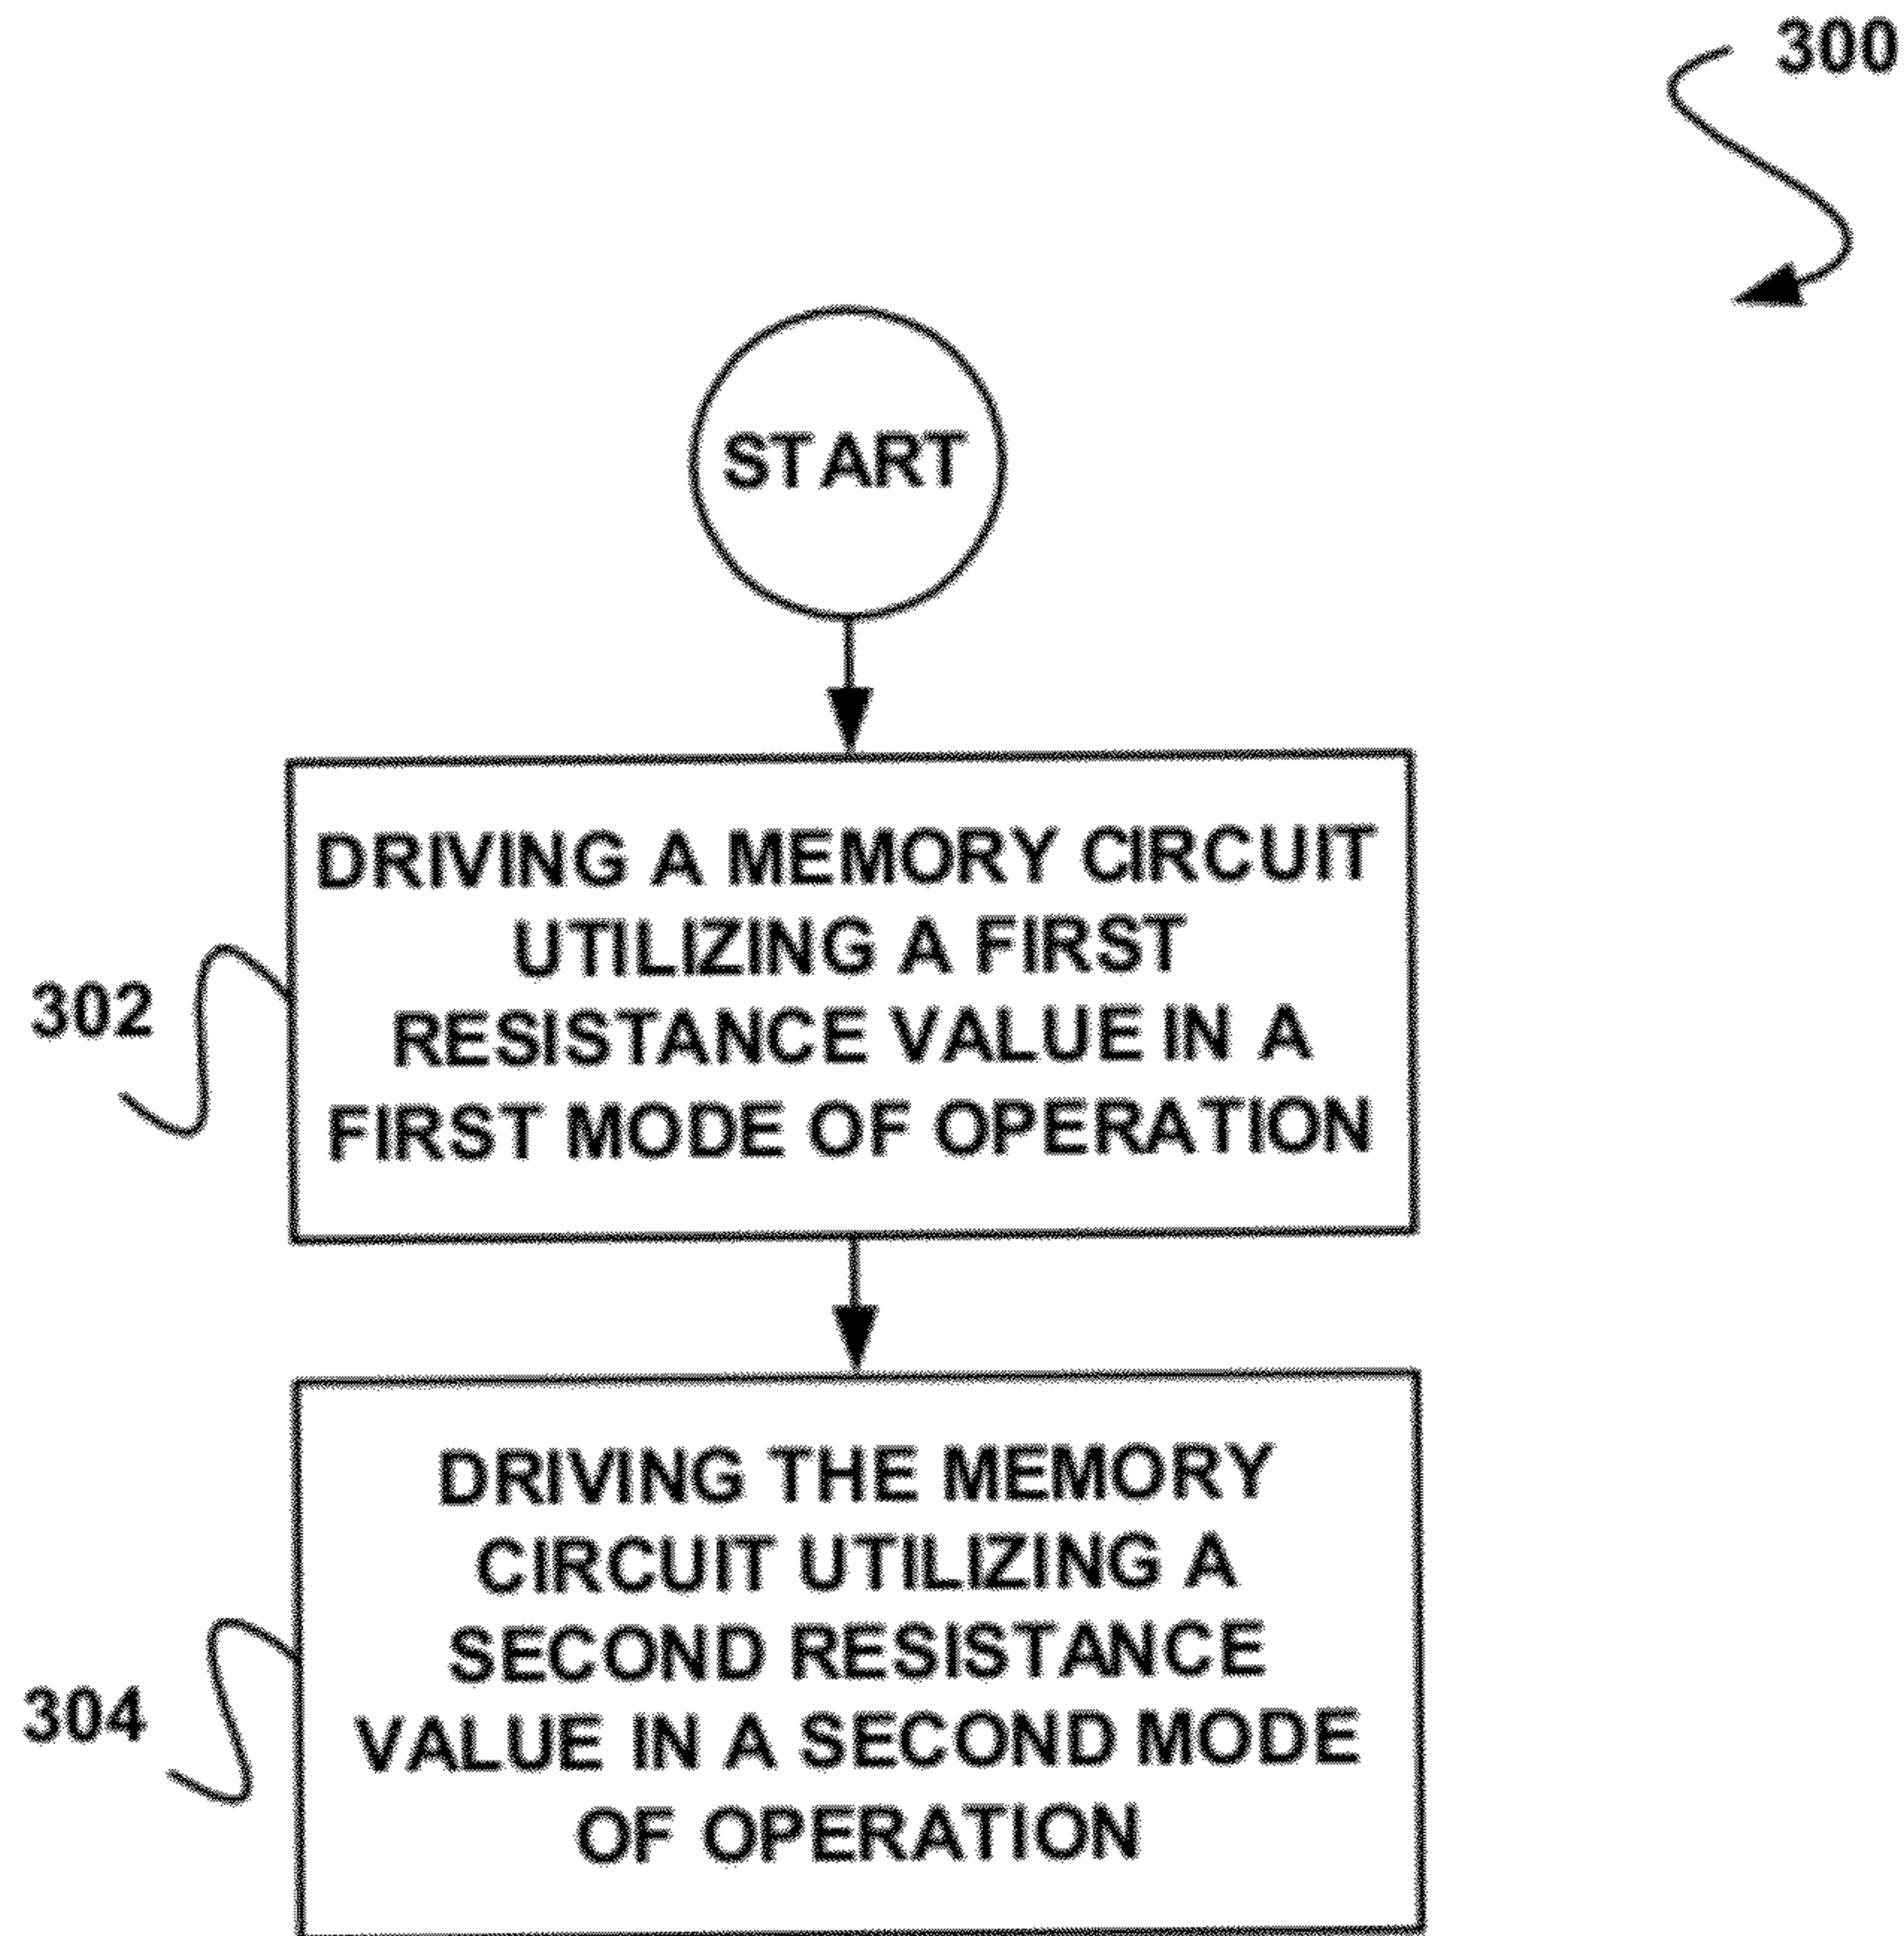 300
START
DRIVING A MEMORY CIRCUIT
UTILIZING A FIRST
RESISTANCE VALUE IN A
FIRST MODE OF OPERATION
302
DRIVING THE MEMORY
CIRCUIT UTILIZING A
SECOND RESISTANCE
VALUE IN A SECOND MODE
OF OPERATION
304